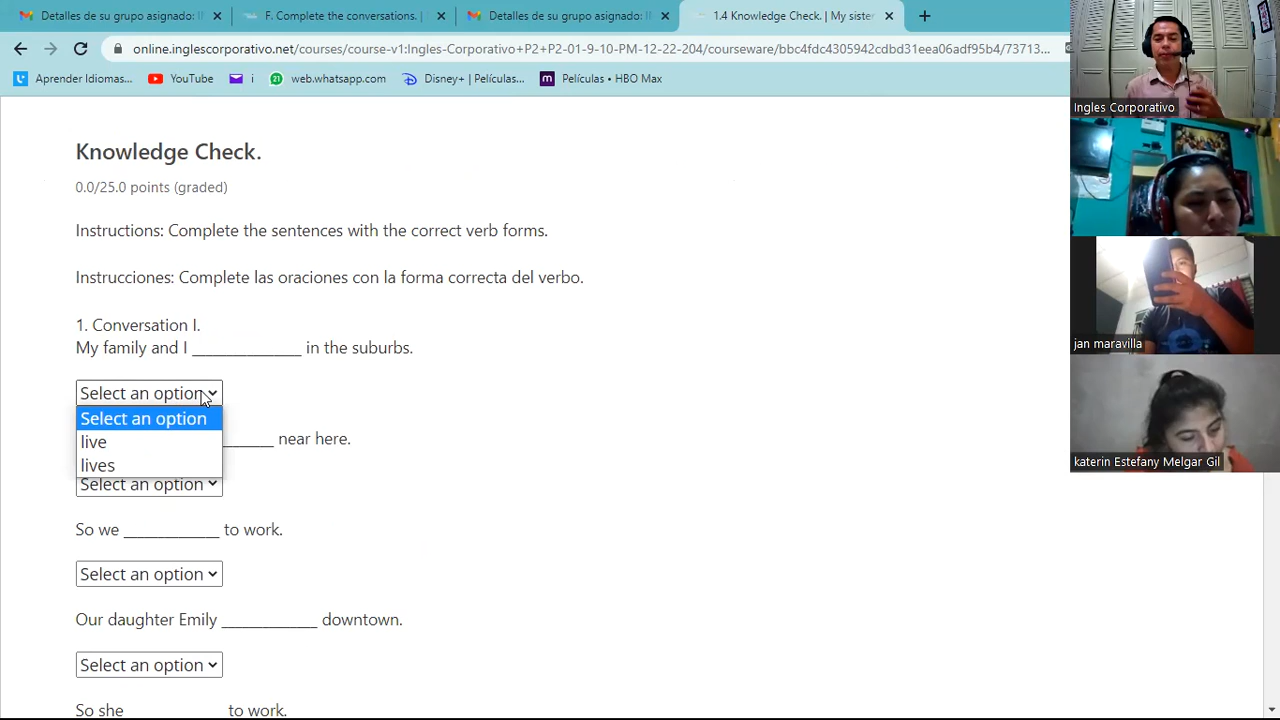 Detalles de su grupo asignado: I
F. Complete the conversations. |
Detalles de su grupo asignado: I
1.4 Knowledge Check. | My siste
online.inglescorporativo.net/courses/course-v1:Ingles-Corporativo+P2+P2-01-9-10-PM-12-22-204/courseware/bbc4fdc4305942cdbd31eea06adf95b4/73713...
Aprender Idiomas...
YouTube
i
web.whatsapp.com
Disney+ | Películas...
Películas • HBO Max
Knowledge Check.
0.0/25.0 points (graded)
Instructions: Complete the sentences with the correct verb forms.
Instrucciones: Complete las oraciones con la forma correcta del verbo.
1. Conversation I.
My family and I _____________ in the suburbs.
Select an option
Select an option
live
lives
______ near here.
Select an option
So we ___________ to work.
Select an option
Our daughter Emily ___________ downtown.
Select an option
So she ___________ to work.
Ingles Corporativo
jan maravilla
katerin Estefany Melgar Gil